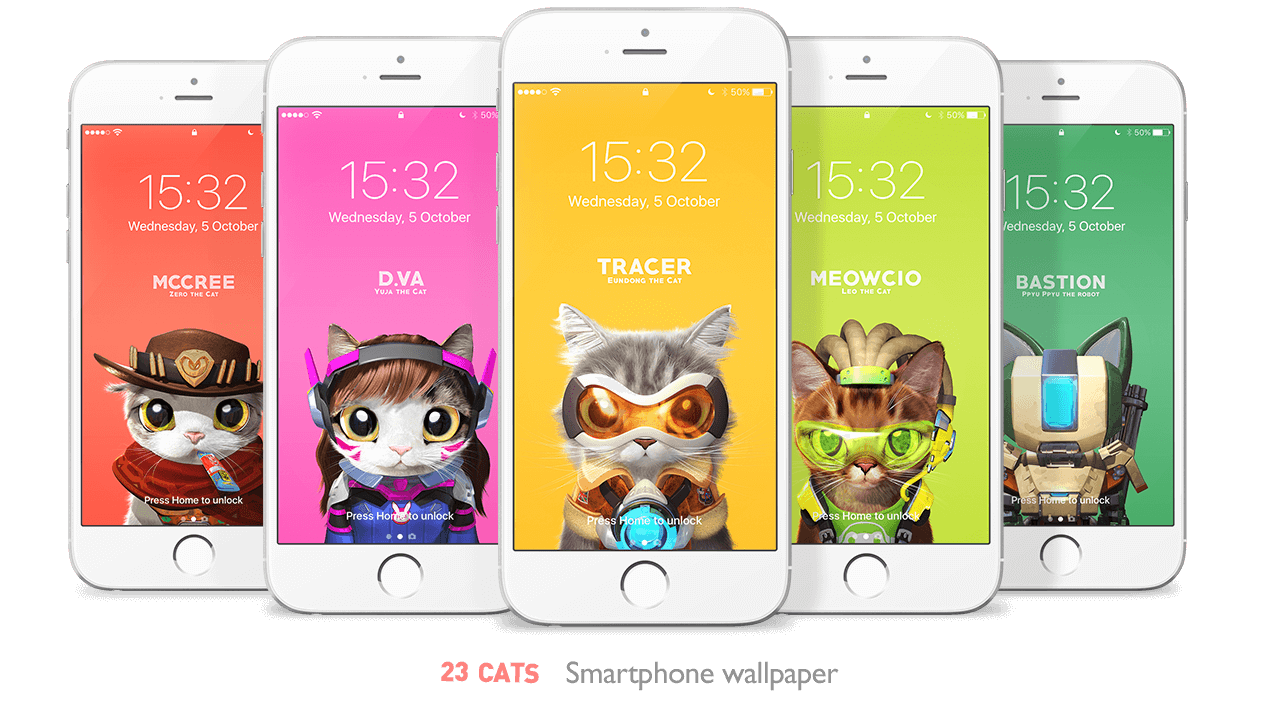 15:32
Wednesday, 5 October
MCCREE
ZERO THE CAT
Press Home to unlock
50%
15:32
Wednesday, 5 October
D.VA
YUJA THE CAT
Press Home to unlock
50%
15:32
Wednesday, 5 October
TRACER
EUNDONG THE CAT
Press Home to unlock
50%
15:32
Wednesday, 5 October
MEOWCIO
LEO THE CAT
Press Home to unlock
50%
15:32
Wednesday, 5 October
BASTION
PPYU PPYU THE ROBOT
Press Home to unlock
23 CATS Smartphone wallpaper